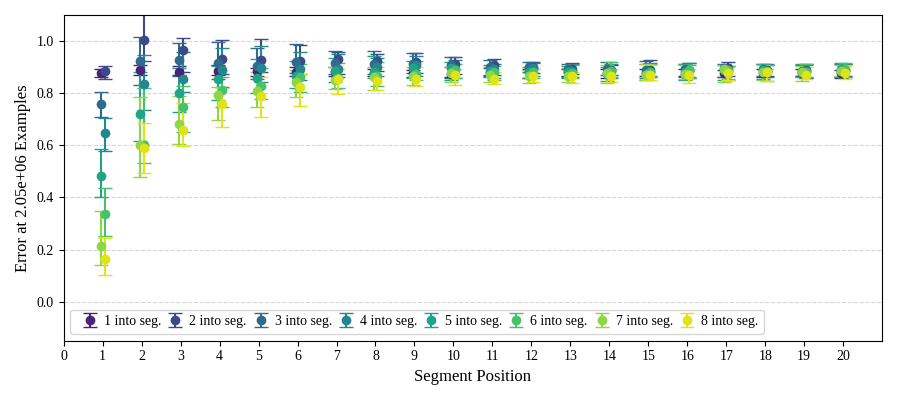 Error at 2.05e+06 Examples
1.0
0.8
0.6
0.4
0.2
0.0
1 into seg. 2 into seg. 3 into seg. 4 into seg. 5 into seg. 6 into seg. 7 into seg. 8 into seg.
0 1 2 3 4 5 6 7 8 9 10 11 12 13 14 15 16 17 18 19 20
Segment Position